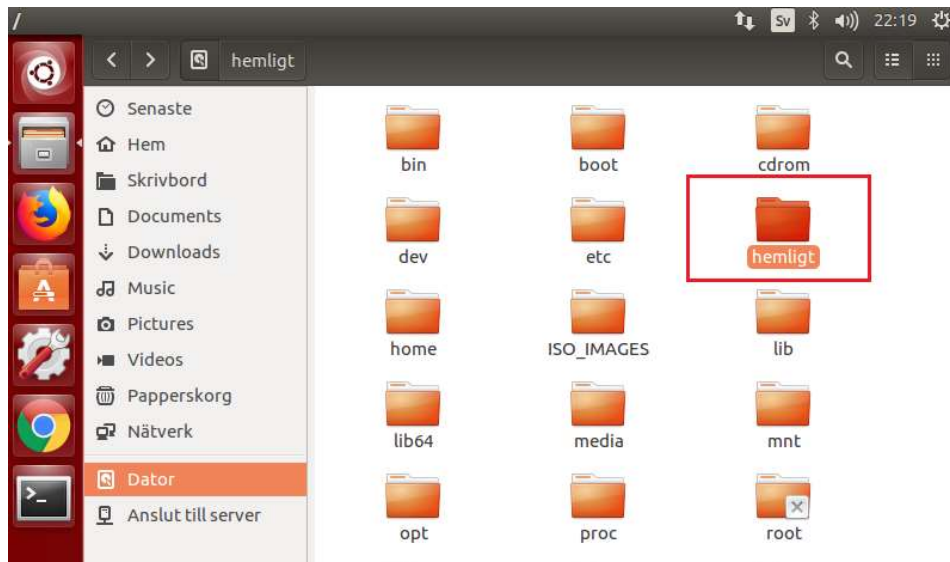 /
Sv
22:19
hemligt
Senaste
Hem
Skrivbord
Documents
Downloads
Music
Pictures
Videos
Papperskorg
Nätverk
Dator
Anslut till server
bin boot cdrom
dev etc hemligt
home ISO_IMAGES lib
lib64 media mnt
opt proc root